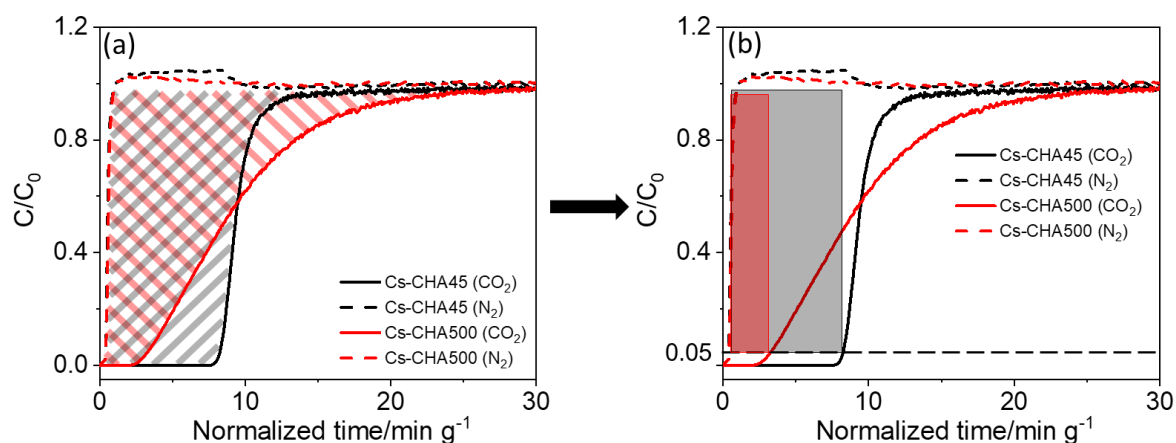 (a)
1.2
0.8
0.4
0.0
C/C₀
0 10 20 30
Normalized time/min g⁻¹
Cs-CHA45 (CO₂)
Cs-CHA45 (N₂)
Cs-CHA500 (CO₂)
Cs-CHA500 (N₂)
(b)
1.2
0.8
0.4
0.05
C/C₀
0 10 20 30
Normalized time/min g⁻¹
Cs-CHA45 (CO₂)
Cs-CHA45 (N₂)
Cs-CHA500 (CO₂)
Cs-CHA500 (N₂)